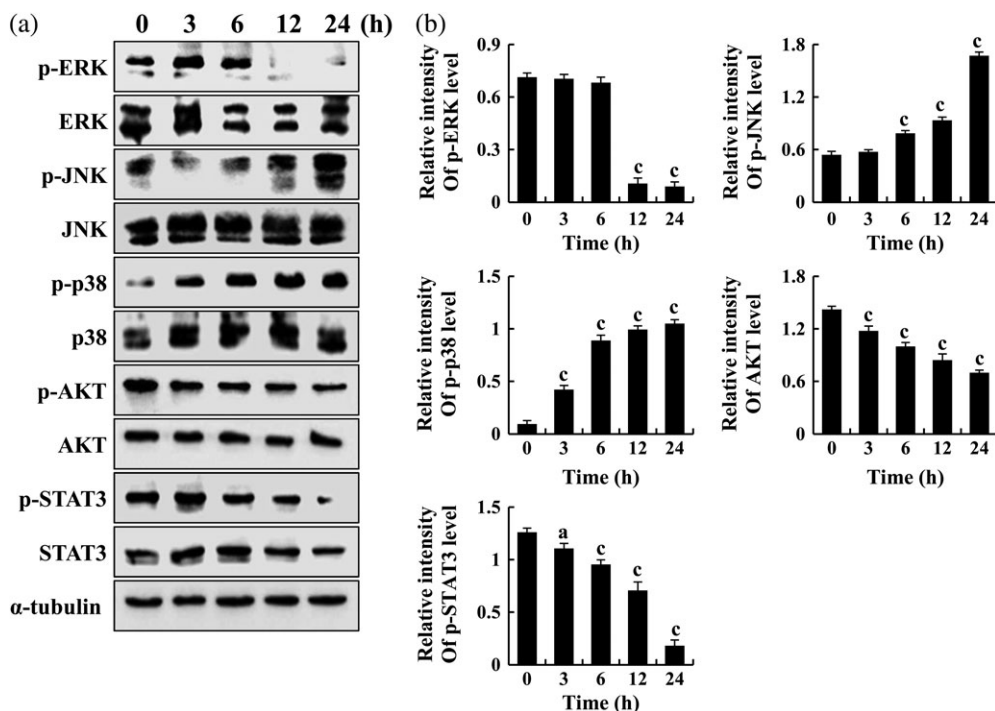 (a)
0 3 6 12 24 (h)
p-ERK
ERK
p-JNK
JNK
p-p38
p38
p-AKT
AKT
p-STAT3
STAT3
α-tubulin
(b)
Relative intensity
Of p-ERK level
0.9
0.6
0.3
0
c c
0 3 6 12 24
Time (h)
Relative intensity
Of p-JNK level
1.8
1.2
0.6
0
c c c
0 3 6 12 24
Time (h)
Relative intensity
Of p-p38 level
1.5
1
0.5
0
c c c c
0 3 6 12 24
Time (h)
Relative intensity
Of AKT level
1.8
1.2
0.6
0
c c c c
0 3 6 12 24
Time (h)
Relative intensity
Of p-STAT3 level
1.5
1
0.5
0
a c c c
0 3 6 12 24
Time (h)